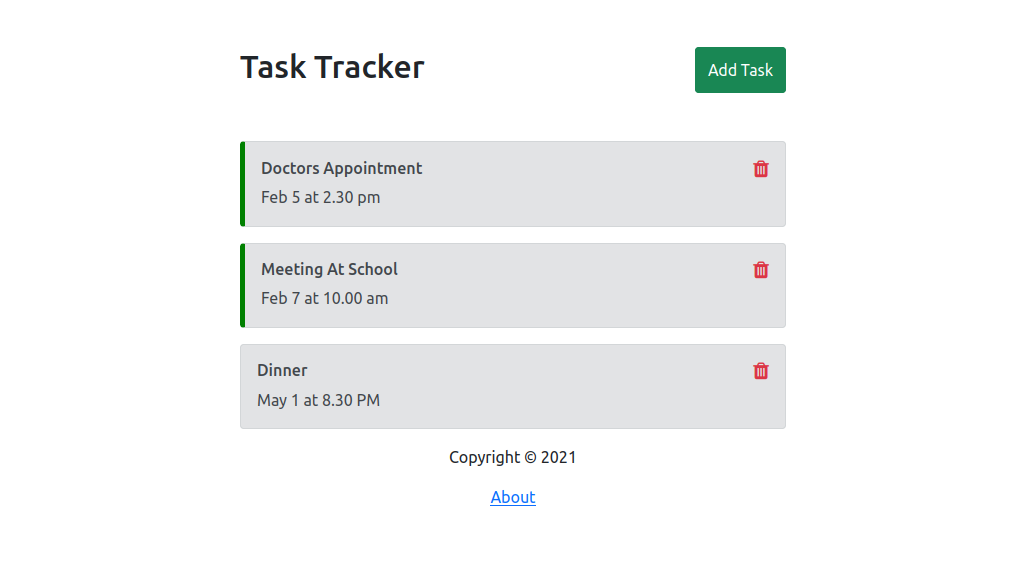 Task Tracker
Add Task
Doctors Appointment
Feb 5 at 2.30 pm
Meeting At School
Feb 7 at 10.00 am
Dinner
May 1 at 8.30 PM
Copyright © 2021
About